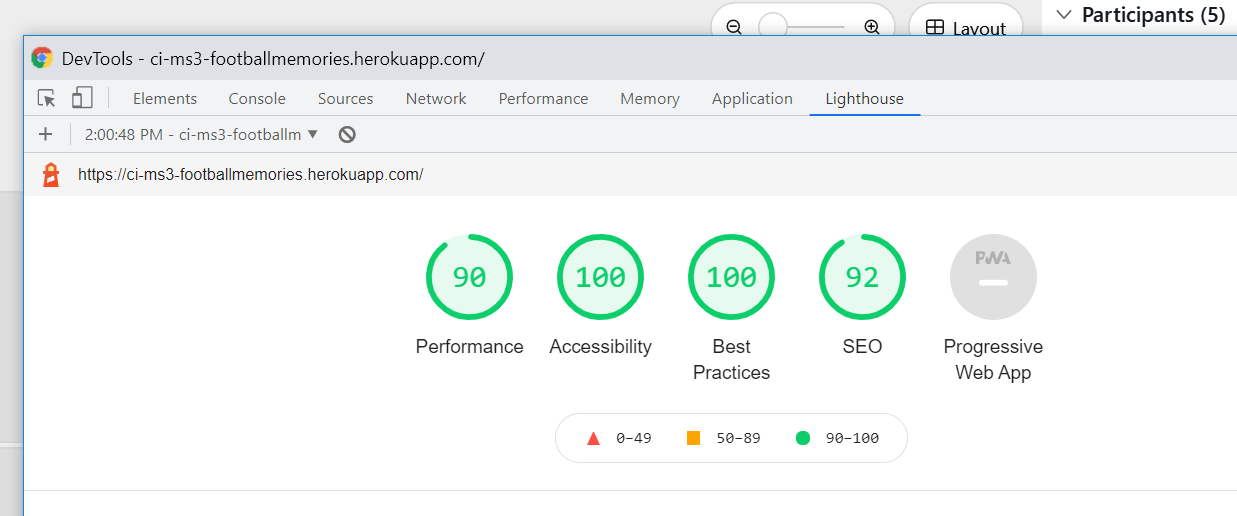 Participants (5)
Layout
DevTools - ci-ms3-footballmemories.herokuapp.com/
Elements Console Sources Network Performance Memory Application Lighthouse
2:00:48 PM - ci-ms3-footballm
https://ci-ms3-footballmemories.herokuapp.com/
90 100 100 92 PWA
Performance Accessibility Best SEO Progressive
Practices Web App
0–49 50–89 90–100